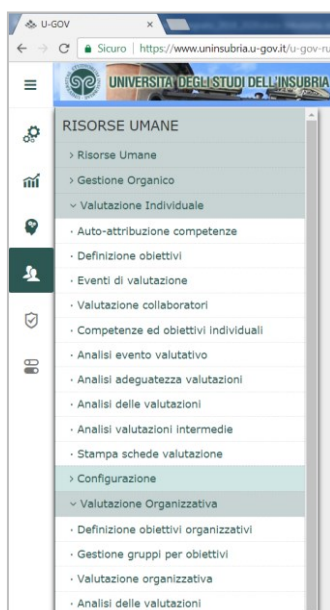 U-GOV
Sicuro | https://www.uninsubria.u-gov.it/u-gov-ru
UNIVERSITÀ DEGLI STUDI DELL'INSUBRIA
RISORSE UMANE
> Risorse Umane
> Gestione Organico
Valutazione Individuale
· Auto-attribuzione competenze
· Definizione obiettivi
· Eventi di valutazione
· Valutazione collaboratori
· Competenze ed obiettivi individuali
· Analisi evento valutativo
· Analisi adeguatezza valutazioni
· Analisi delle valutazioni
· Analisi valutazioni intermedie
· Stampa schede valutazione
> Configurazione
Valutazione Organizzativa
· Definizione obiettivi organizzativi
· Gestione gruppi per obiettivi
· Valutazione organizzativa
· Analisi delle valutazioni